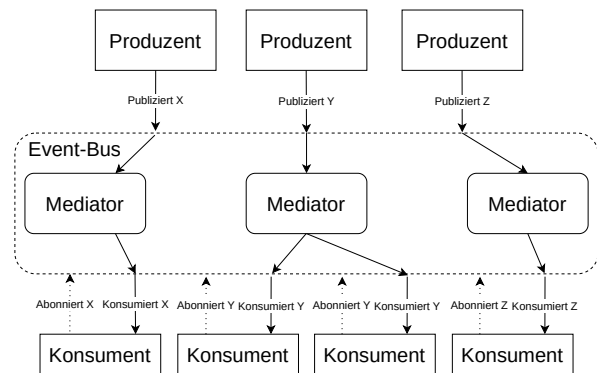 Produzent Produzent Produzent
Publiziert X Publiziert Y Publiziert Z
Event-Bus
Mediator Mediator Mediator
Abonniert X Konsumiert X Abonniert Y Konsumiert Y Abonniert Y Konsumiert Y Abonniert Z Konsumiert Z
Konsument Konsument Konsument Konsument